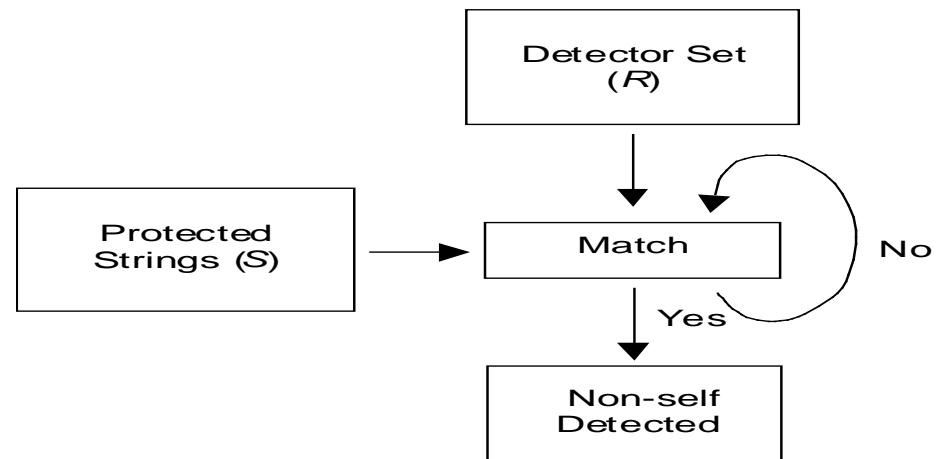 Detector Set
(R)
Protected
Strings (S)
Match
No
Yes
Non-self
Detected